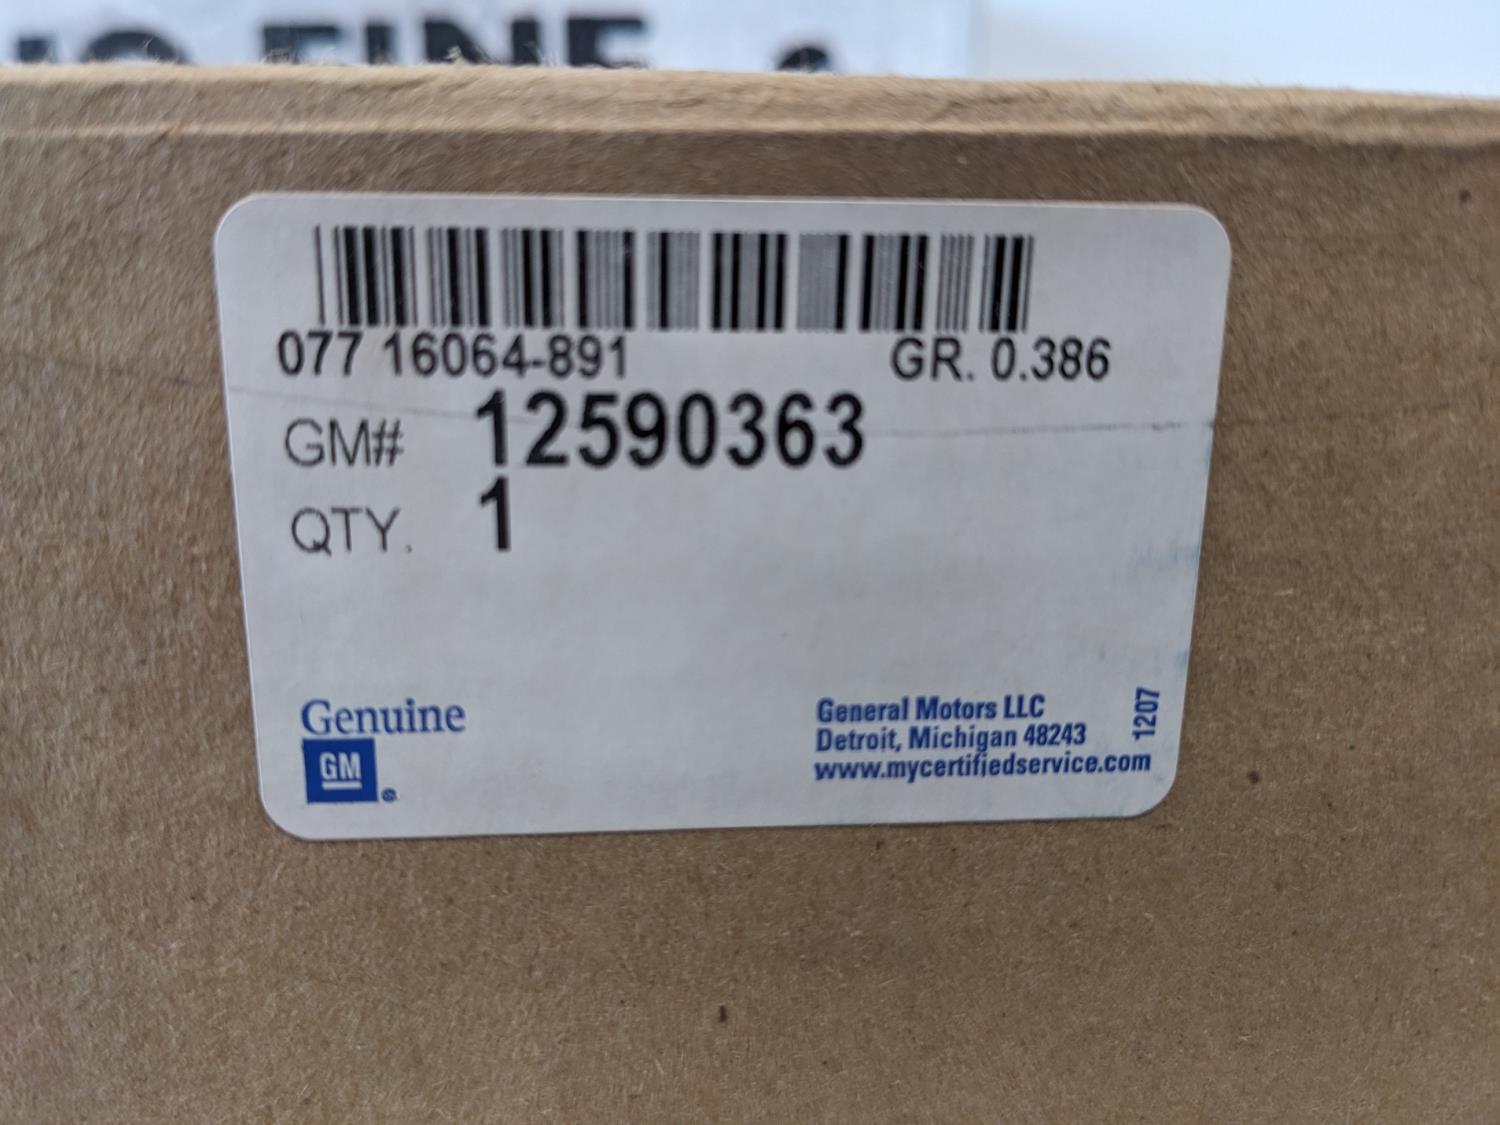 FINE
077 16064-891 GR. 0.386
GM# 12590363
QTY. 1
Genuine
GM
General Motors LLC
Detroit, Michigan 48243
www.mycertifiedservice.com
1207